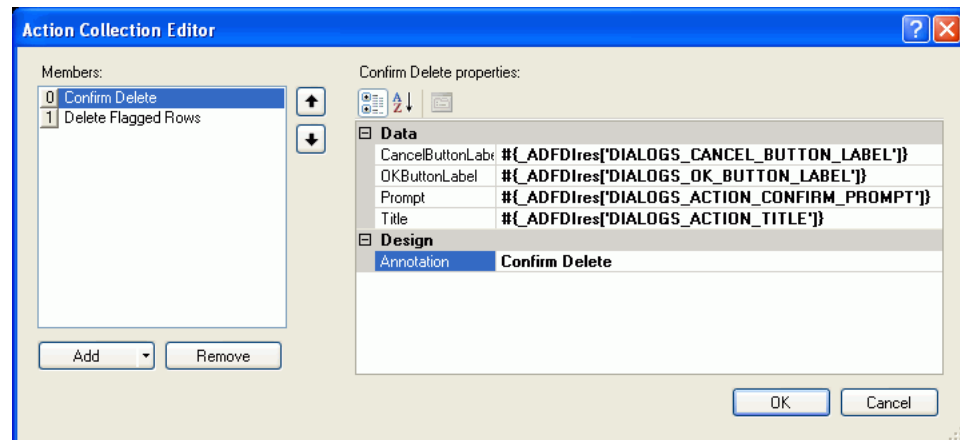 Action Collection Editor
?
X
Members:
0 Confirm Delete
1 Delete Flagged Rows
Add
Remove
Confirm Delete properties:
A
Z
Data
CancelButtonLabe #{_ADFDIres['DIALOGS_CANCEL_BUTTON_LABEL']}
OKButtonLabel #{_ADFDIres['DIALOGS_OK_BUTTON_LABEL']}
Prompt #{_ADFDIres['DIALOGS_ACTION_CONFIRM_PROMPT']}
Title #{_ADFDIres['DIALOGS_ACTION_TITLE']}
Design
Annotation Confirm Delete
OK
Cancel